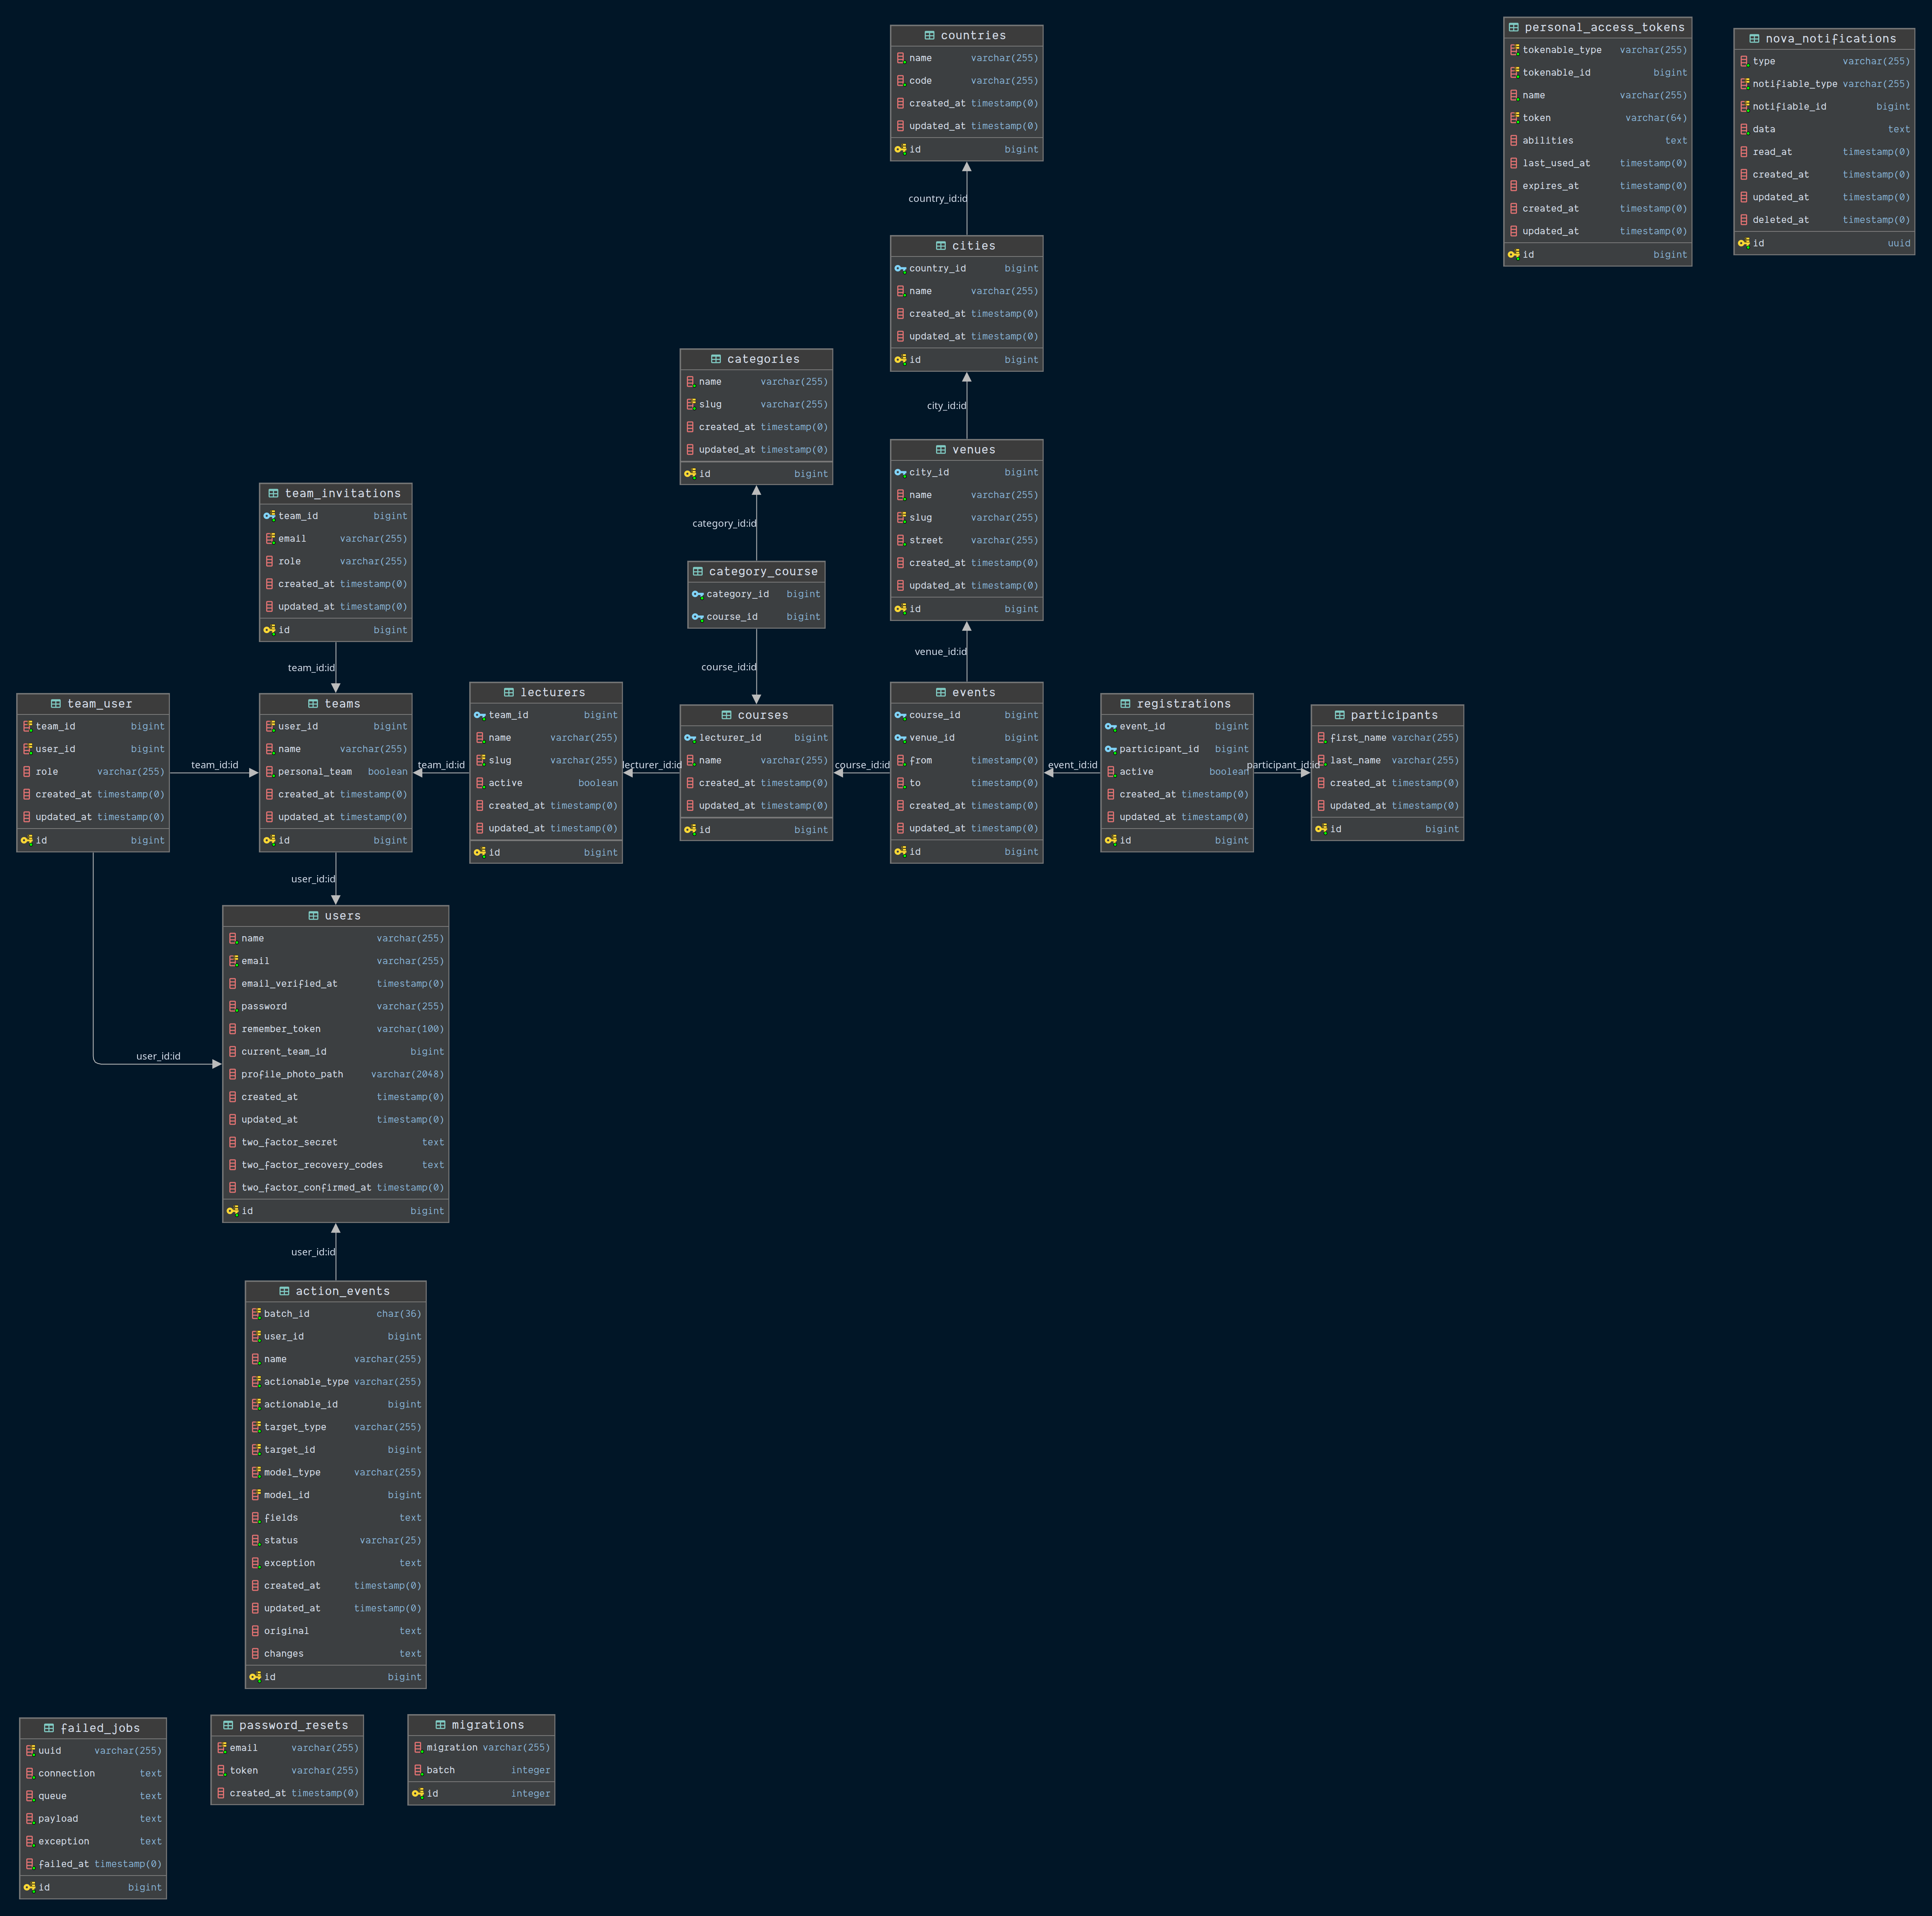 countries
name varchar(255)
code varchar(255)
created_at timestamp(0)
updated_at timestamp(0)
id bigint
personal_access_tokens
tokenable_type varchar(255)
tokenable_id bigint
name varchar(255)
token varchar(64)
abilities text
last_used_at timestamp(0)
expires_at timestamp(0)
created_at timestamp(0)
updated_at timestamp(0)
id bigint
nova_notifications
type varchar(255)
notifiable_type varchar(255)
notifiable_id bigint
data text
read_at timestamp(0)
created_at timestamp(0)
updated_at timestamp(0)
deleted_at timestamp(0)
id uuid
country_id:id
cities
country_id bigint
name varchar(255)
created_at timestamp(0)
updated_at timestamp(0)
id bigint
city_id:id
categories
name varchar(255)
slug varchar(255)
created_at timestamp(0)
updated_at timestamp(0)
id bigint
venues
city_id bigint
name varchar(255)
slug varchar(255)
street varchar(255)
created_at timestamp(0)
updated_at timestamp(0)
id bigint
category_id:id
team_invitations
team_id bigint
email varchar(255)
role varchar(255)
created_at timestamp(0)
updated_at timestamp(0)
id bigint
category_course
category_id bigint
course_id bigint
team_id:id
course_id:id
venue_id:id
team_user
team_id bigint
user_id bigint
role varchar(255)
created_at timestamp(0)
updated_at timestamp(0)
id bigint
team_id:id
teams
user_id bigint
name varchar(255)
personal_team boolean
created_at timestamp(0)
updated_at timestamp(0)
id bigint
team_id:id
lecturers
team_id bigint
name varchar(255)
slug varchar(255)
active boolean
created_at timestamp(0)
updated_at timestamp(0)
id bigint
lecturer_id:id
courses
lecturer_id bigint
name varchar(255)
created_at timestamp(0)
updated_at timestamp(0)
id bigint
course_id:id
events
course_id bigint
venue_id bigint
from timestamp(0)
to timestamp(0)
created_at timestamp(0)
updated_at timestamp(0)
id bigint
event_id:id
registrations
event_id bigint
participant_id bigint
active boolean
created_at timestamp(0)
updated_at timestamp(0)
id bigint
participant_id:id
participants
first_name varchar(255)
last_name varchar(255)
created_at timestamp(0)
updated_at timestamp(0)
id bigint
user_id:id
user_id:id
users
name varchar(255)
email varchar(255)
email_verified_at timestamp(0)
password varchar(255)
remember_token varchar(100)
current_team_id bigint
profile_photo_path varchar(2048)
created_at timestamp(0)
updated_at timestamp(0)
two_factor_secret text
two_factor_recovery_codes text
two_factor_confirmed_at timestamp(0)
id bigint
user_id:id
action_events
batch_id char(36)
user_id bigint
name varchar(255)
actionable_type varchar(255)
actionable_id bigint
target_type varchar(255)
target_id bigint
model_type varchar(255)
model_id bigint
fields text
status varchar(25)
exception text
created_at timestamp(0)
updated_at timestamp(0)
original text
changes text
id bigint
failed_jobs
uuid varchar(255)
connection text
queue text
payload text
exception text
failed_at timestamp(0)
id bigint
password_resets
email varchar(255)
token varchar(255)
created_at timestamp(0)
migrations
migration varchar(255)
batch integer
id integer